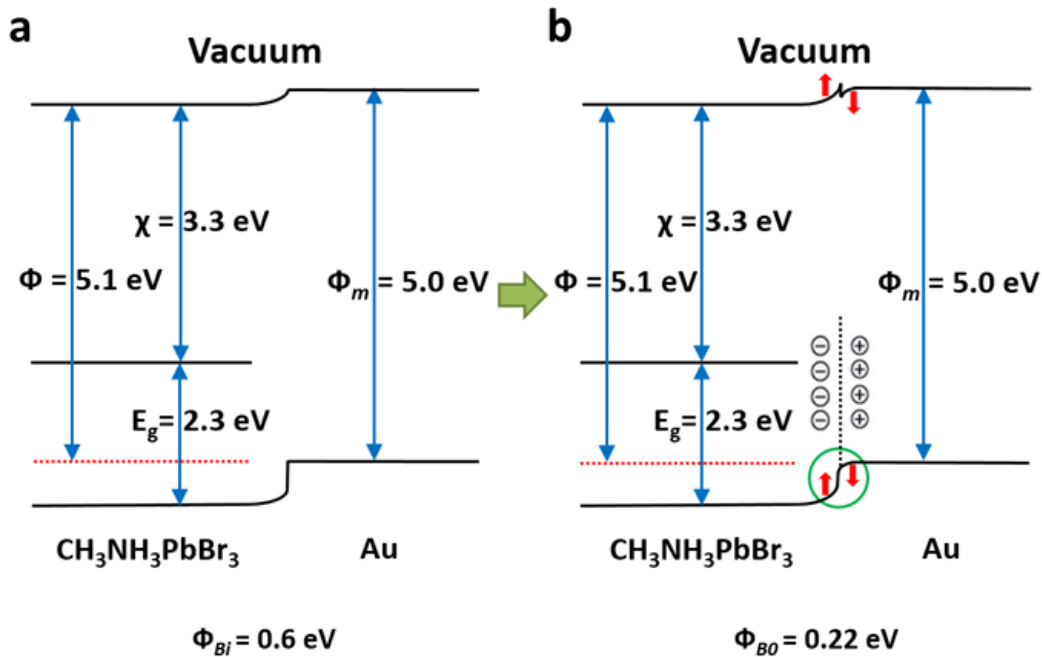 a
Vacuum
χ = 3.3 eV
Φ = 5.1 eV
Φm = 5.0 eV
Eg= 2.3 eV
CH3NH3PbBr3
Au
ΦBi = 0.6 eV
b
Vacuum
χ = 3.3 eV
Φ = 5.1 eV
Φm = 5.0 eV
− +
− +
− +
− +
Eg= 2.3 eV
CH3NH3PbBr3
Au
ΦB0 = 0.22 eV